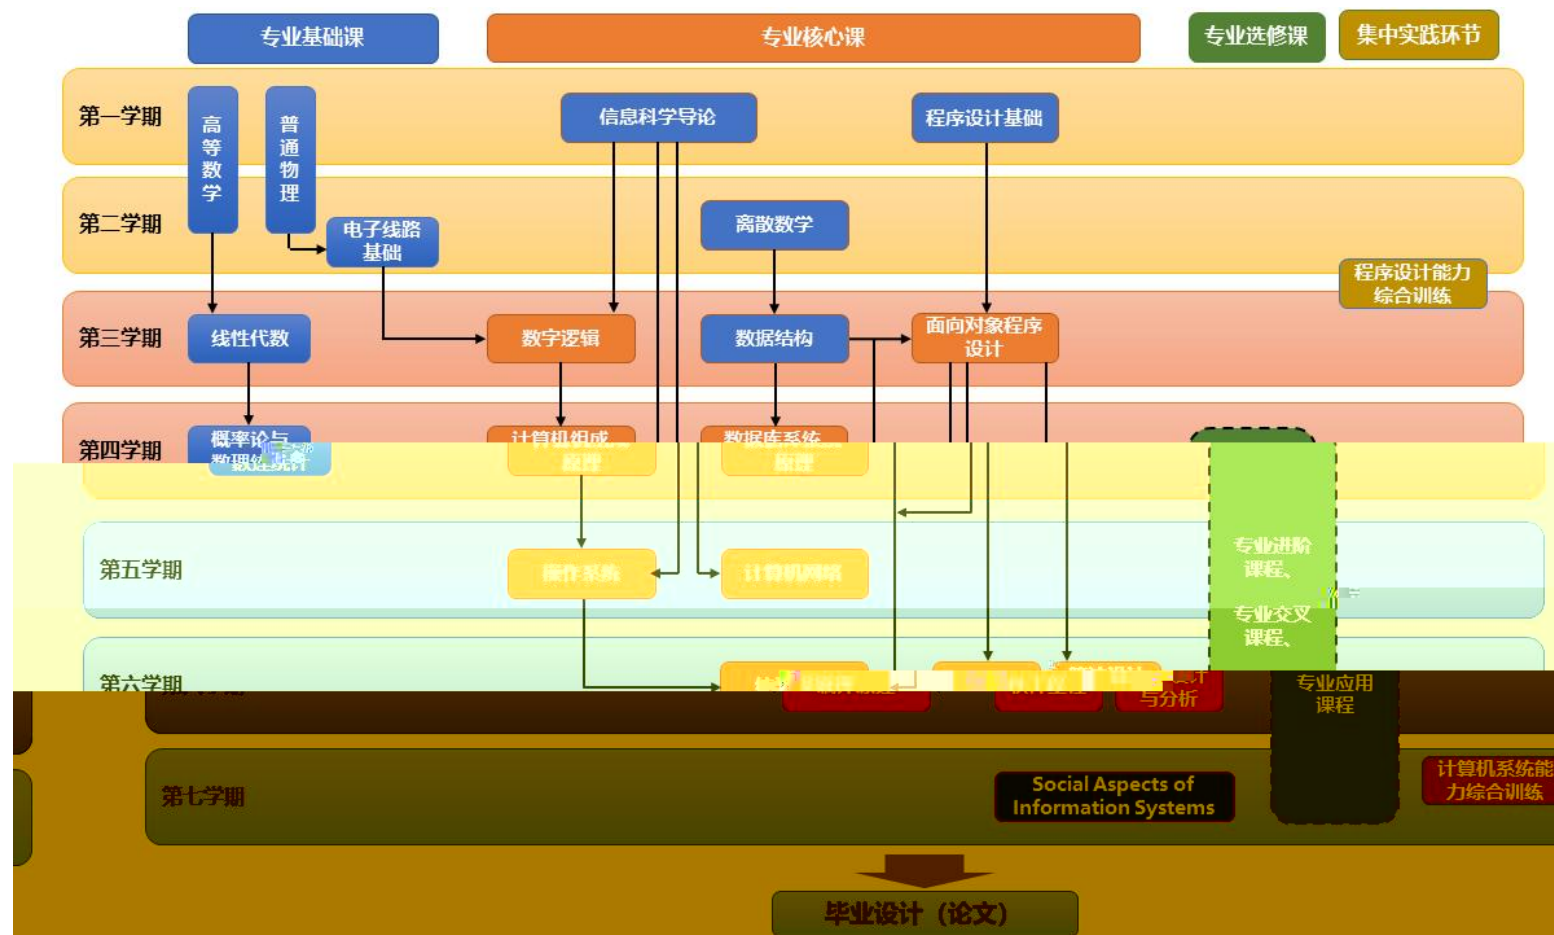 专业基础课
专业核心课
专业选修课
集中实践环节
第一学期
高
等
数
学
普
通
物
理
信息科学导论
程序设计基础
第二学期
电子线路
基础
离散数学
程序设计能力
综合训练
第三学期
线性代数
数字逻辑
数据结构
面向对象程序
设计
第四学期
概率论与
数理统计
计算机组成
原理
数据库系统
原理
第五学期
操作系统
计算机网络
专业进阶
课程、
专业交叉
课程、
第六学期
与分析
专业应用
课程
第七学期
Social Aspects of
Information Systems
计算机系统能
力综合训练
毕业设计（论文）